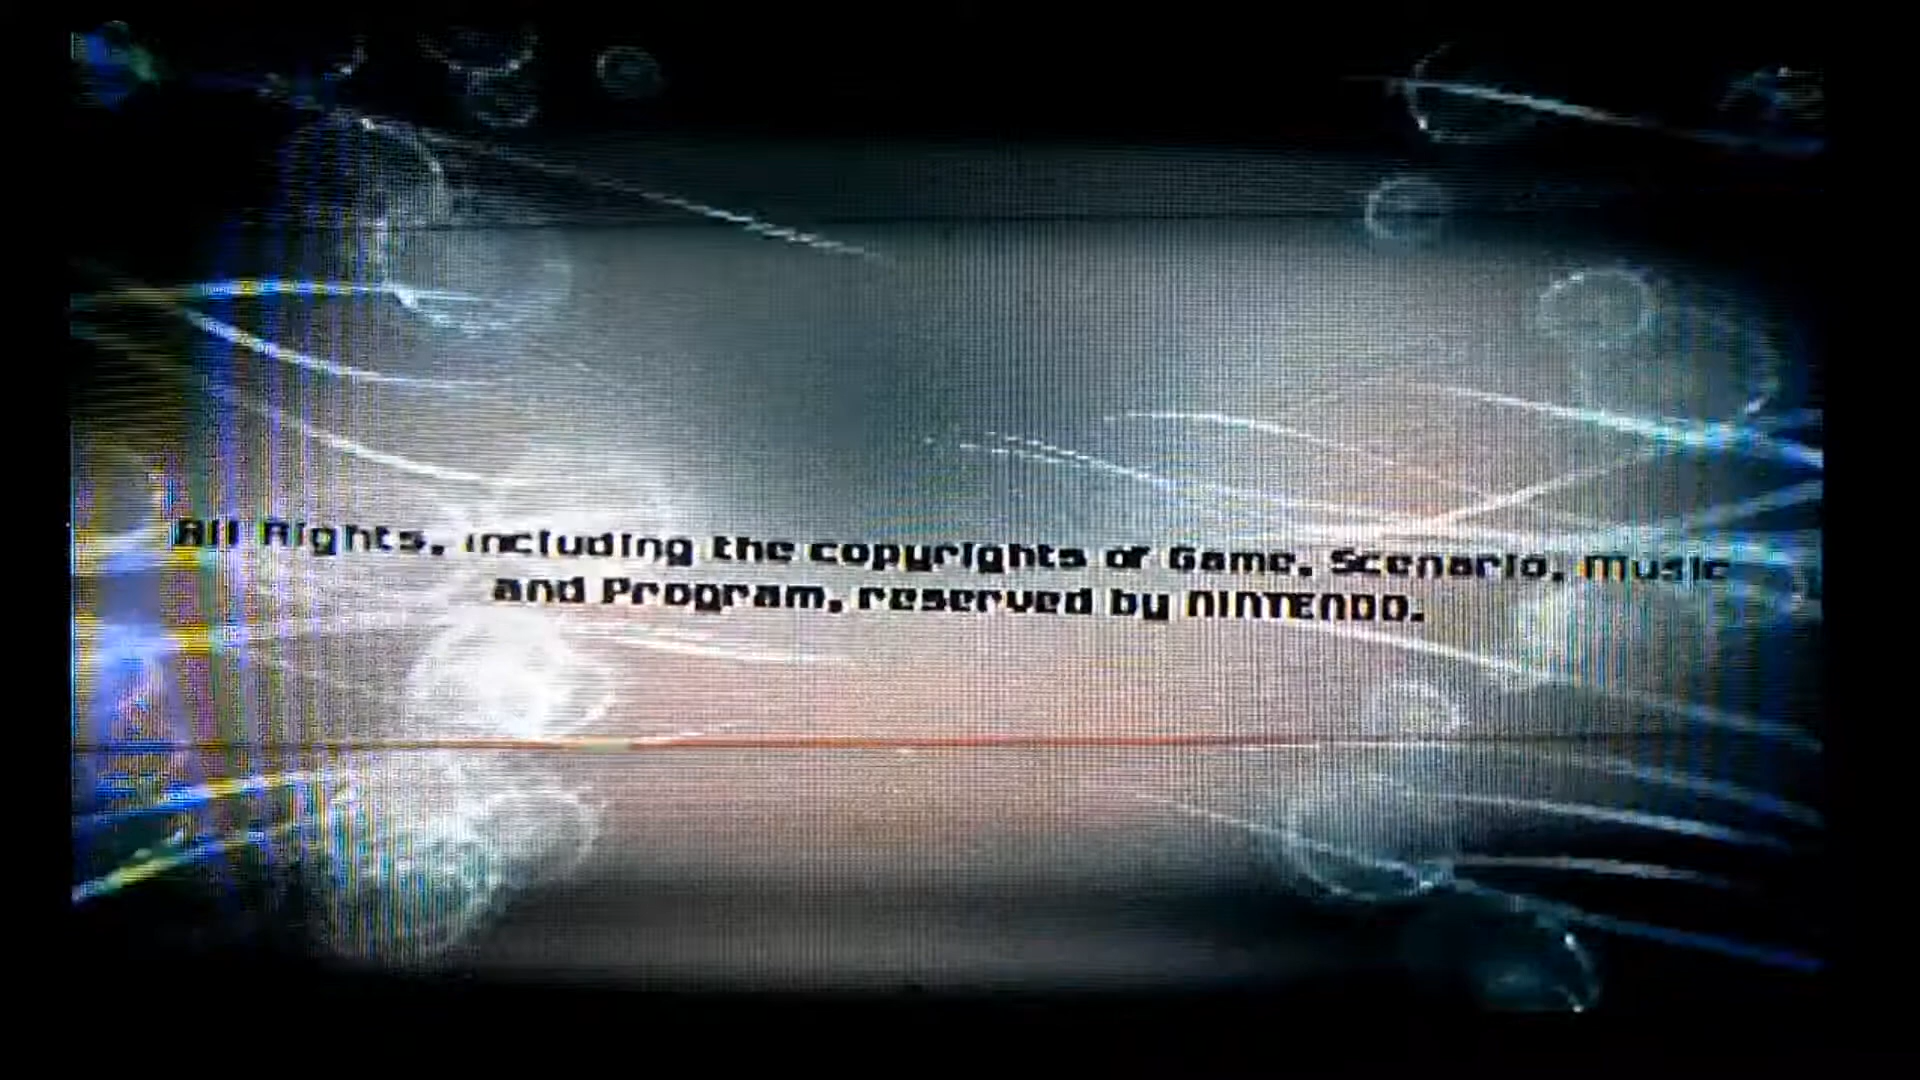 All Rights, including the copyrights of Game, Scenario, Music
and Program, reserved by NINTENDO.